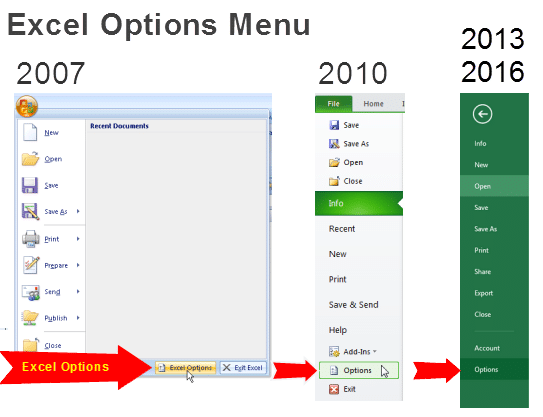 Excel Options Menu
2007
2010
2013
2016
Recent Documents
New
Open
Save
Save As
Print
Prepare
Send
Publish
Close
Excel Options
Excel Options
Exit Excel
File Home
Save
Save As
Open
Close
Info
Recent
New
Print
Save & Send
Help
Add-Ins
Options
Exit
Info
New
Open
Save
Save As
Print
Share
Export
Close
Account
Options